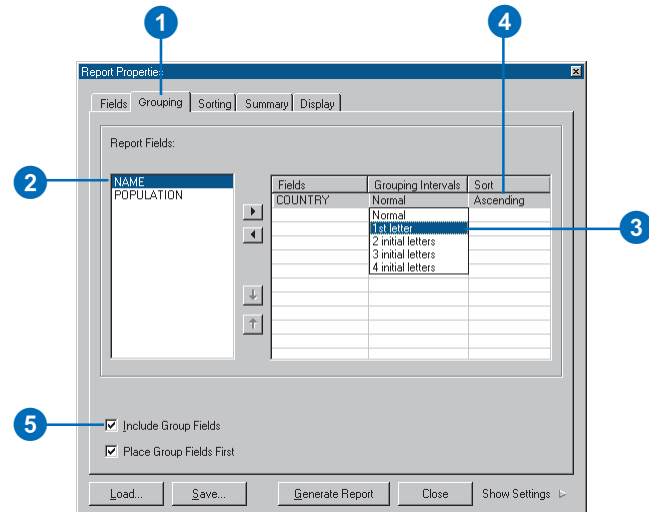 1
4
Report Properties
Fields Grouping Sorting Summary Display
Report Fields:
2
NAME
POPULATION
Fields Grouping Intervals Sort
COUNTRY Normal Ascending
Normal
1st letter
3
2 initial letters
3 initial letters
4 initial letters
5
Include Group Fields
Place Group Fields First
Load... Save... Generate Report Close Show Settings